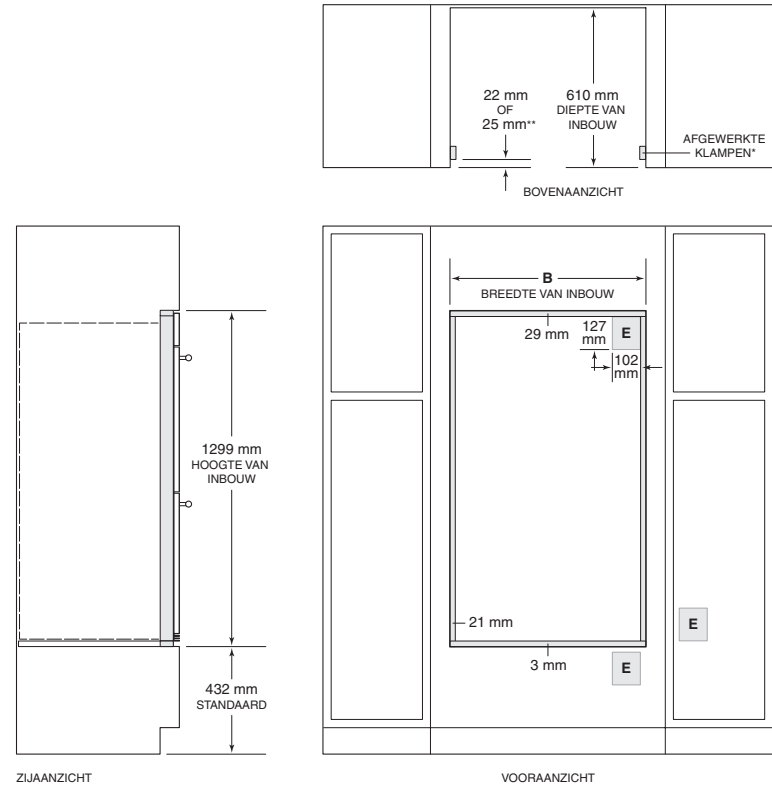 22 mm
OF
25 mm**
610 mm
DIEPTE VAN
INBOUW
AFGEWERKTE
KLAMPEN*
BOVENAANZICHT
B
BREEDTE VAN INBOUW
29 mm
127
mm
E
102
mm
1299 mm
HOOGTE VAN
INBOUW
21 mm
E
3 mm
E
432 mm
STANDAARD
ZIJAANZICHT
VOORAANZICHT